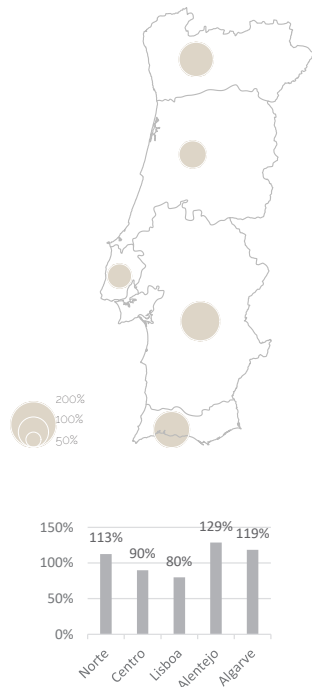 200%
100%
50%
150%
100%
50%
0%
113%
90%
80%
129%
119%
Norte
Centro
Lisboa
Alentejo
Algarve